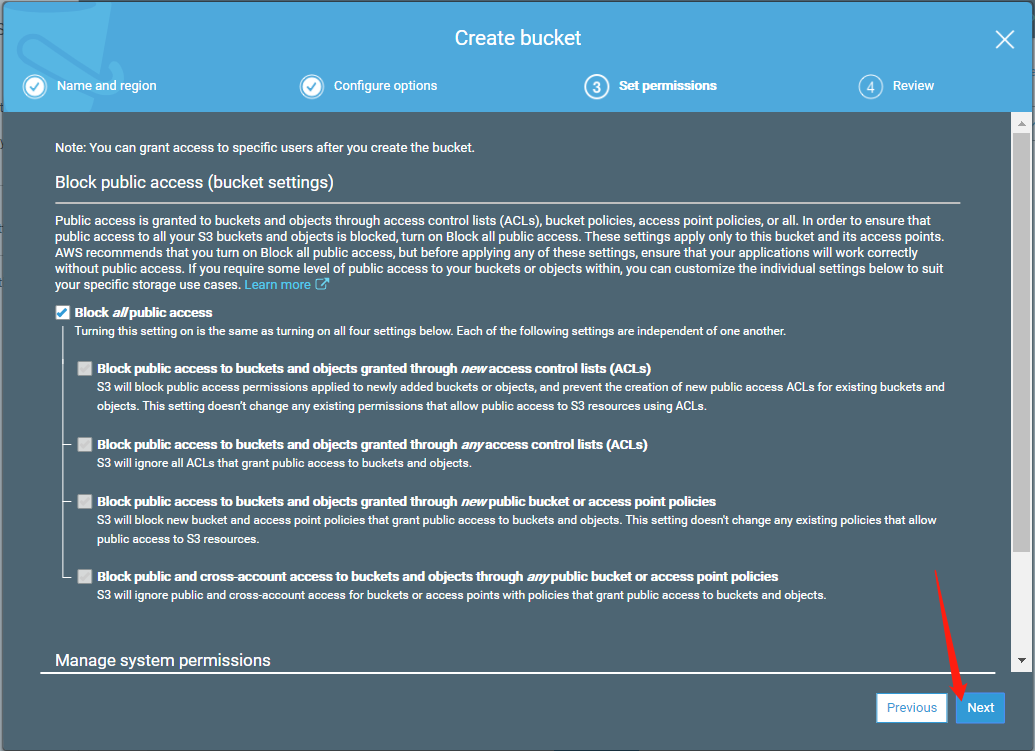 Create bucket
Name and region
Configure options
3 Set permissions
4 Review
Note: You can grant access to specific users after you create the bucket.
Block public access (bucket settings)
Public access is granted to buckets and objects through access control lists (ACLs), bucket policies, access point policies, or all. In order to ensure that
public access to all your S3 buckets and objects is blocked, turn on Block all public access. These settings apply only to this bucket and its access points.
AWS recommends that you turn on Block all public access, but before applying any of these settings, ensure that your applications will work correctly
without public access. If you require some level of public access to your buckets or objects within, you can customize the individual settings below to suit
your specific storage use cases. Learn more
Block all public access
Turning this setting on is the same as turning on all four settings below. Each of the following settings are independent of one another.
Block public access to buckets and objects granted through new access control lists (ACLs)
S3 will block public access permissions applied to newly added buckets or objects, and prevent the creation of new public access ACLs for existing buckets and
objects. This setting doesn't change any existing permissions that allow public access to S3 resources using ACLs.
Block public access to buckets and objects granted through any access control lists (ACLs)
S3 will ignore all ACLs that grant public access to buckets and objects.
Block public access to buckets and objects granted through new public bucket or access point policies
S3 will block new bucket and access point policies that grant public access to buckets and objects. This setting doesn't change any existing policies that allow
public access to S3 resources.
Block public and cross-account access to buckets and objects through any public bucket or access point policies
S3 will ignore public and cross-account access for buckets or access points with policies that grant public access to buckets and objects.
Manage system permissions
Previous
Next